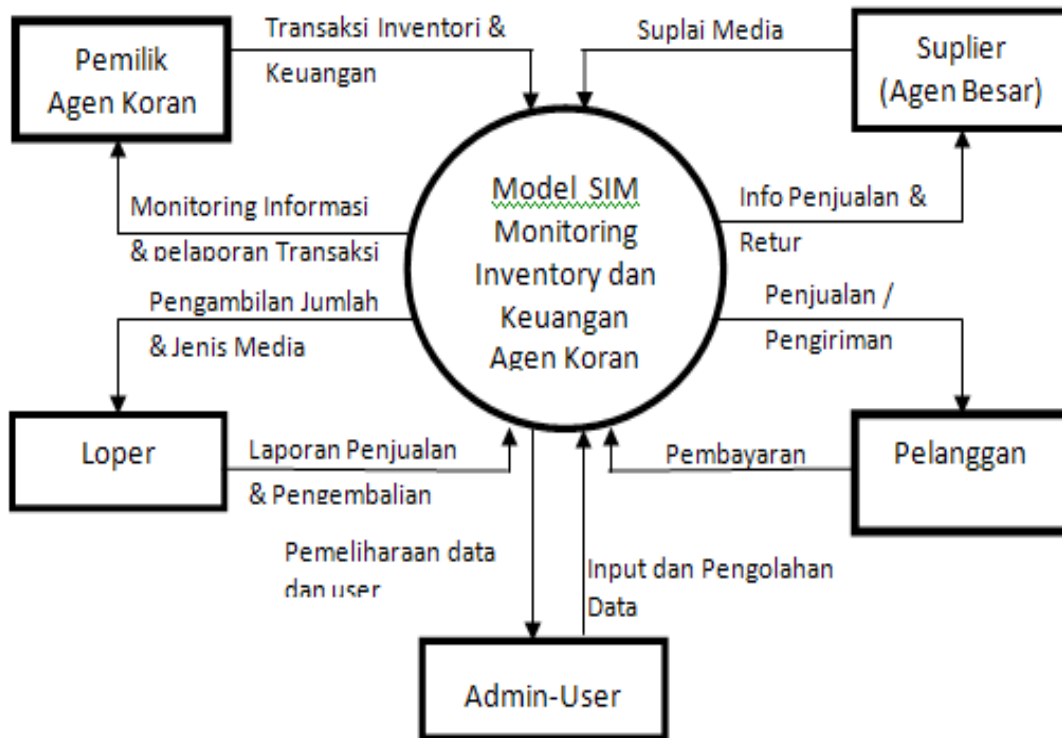 Pemilik
Agen Koran
Transaksi Inventori &
Keuangan
Suplai Media
Suplier
(Agen Besar)
Model SIM
Monitoring
Inventory dan
Keuangan
Agen Koran
Monitoring Informasi
& pelaporan Transaksi
Info Penjualan &
Retur
Pengambilan Jumlah
& Jenis Media
Penjualan /
Pengiriman
Loper
Laporan Penjualan
& Pengembalian
Pembayaran
Pelanggan
Pemeliharaan data
dan user
Input dan Pengolahan
Data
Admin-User